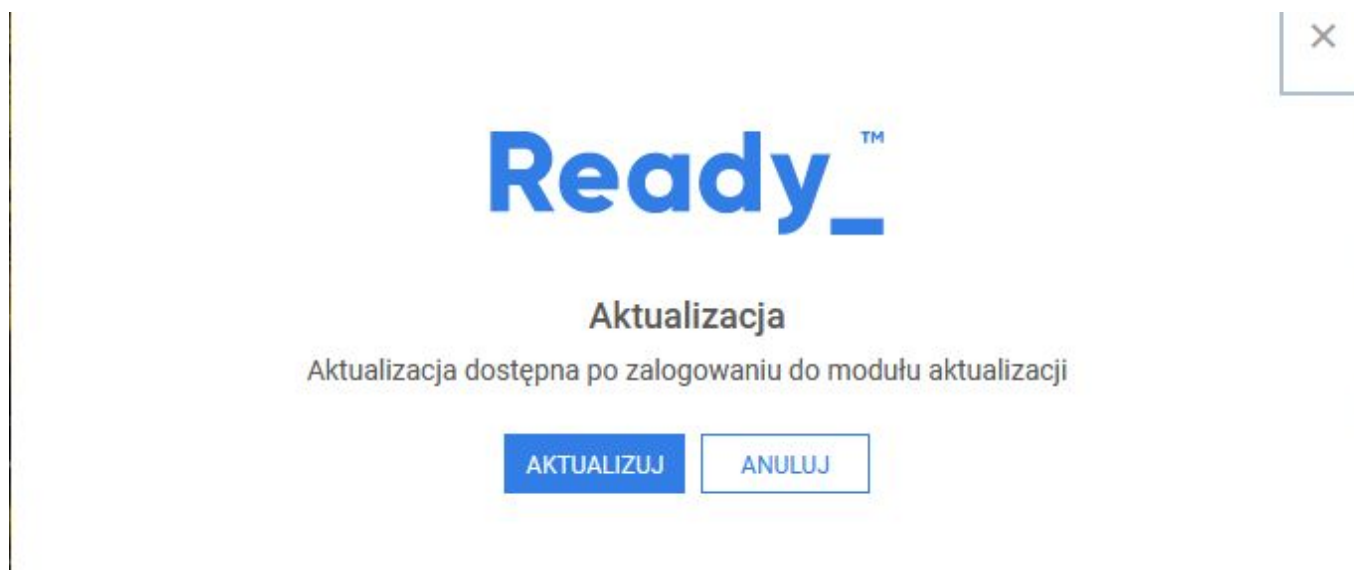 Ready_™
Aktualizacja
Aktualizacja dostępna po zalogowaniu do modułu aktualizacji
AKTUALIZUJ ANULUJ